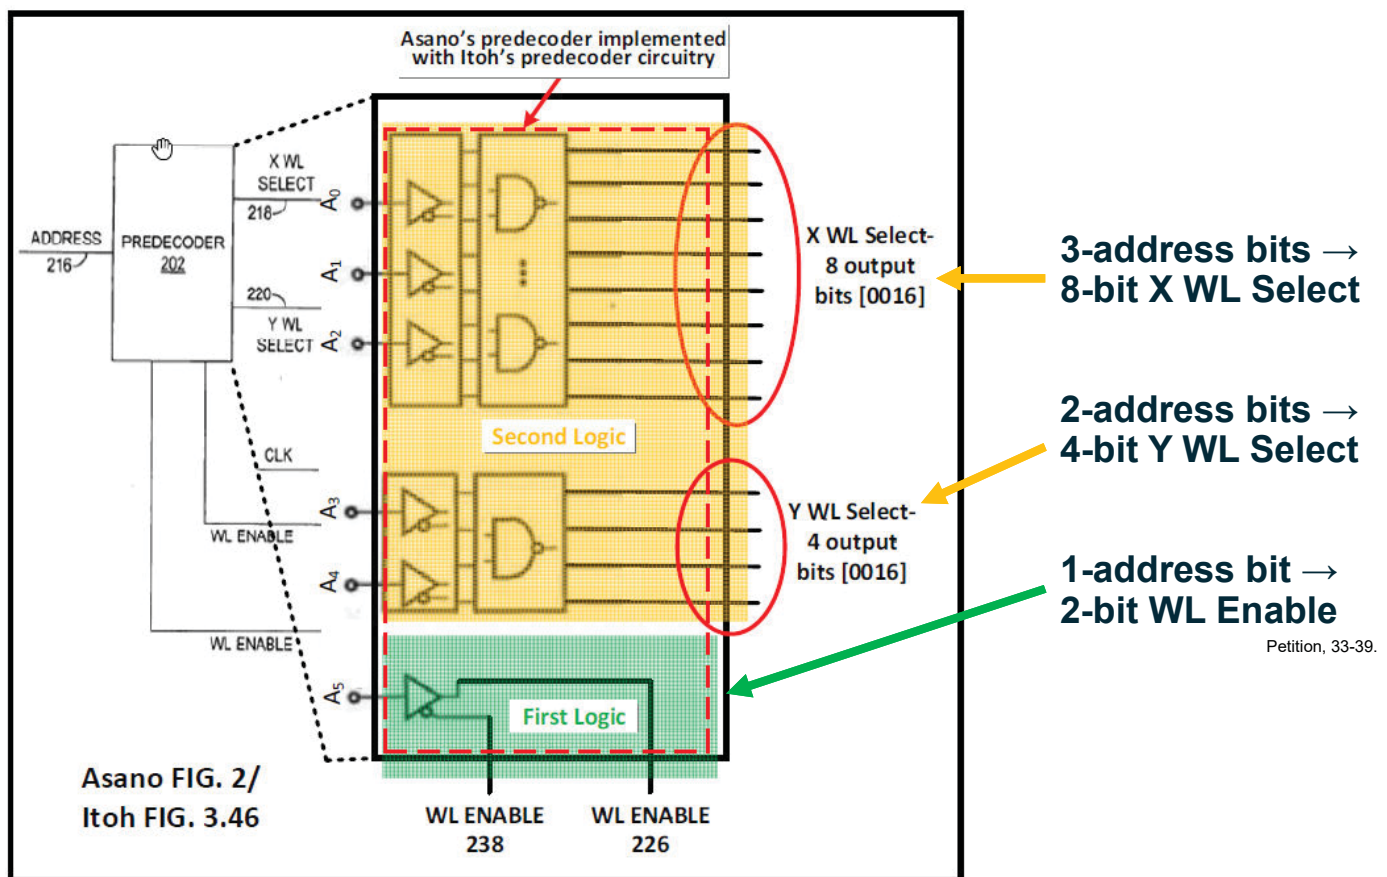 Asano's predecoder implemented
with Itoh's predecoder circuitry
X WL
SELECT
218
ADDRESS
216
PREDECODER
202
220
Y WL
SELECT
CLK
WL ENABLE
WL ENABLE
A0
A1
A2
A3
A4
A5
Second Logic
First Logic
X WL Select-
8 output
bits [0016]
Y WL Select-
4 output
bits [0016]
WL ENABLE
238
WL ENABLE
226
Asano FIG. 2/
Itoh FIG. 3.46
3-address bits →
8-bit X WL Select
2-address bits →
4-bit Y WL Select
1-address bit →
2-bit WL Enable
Petition, 33-39.